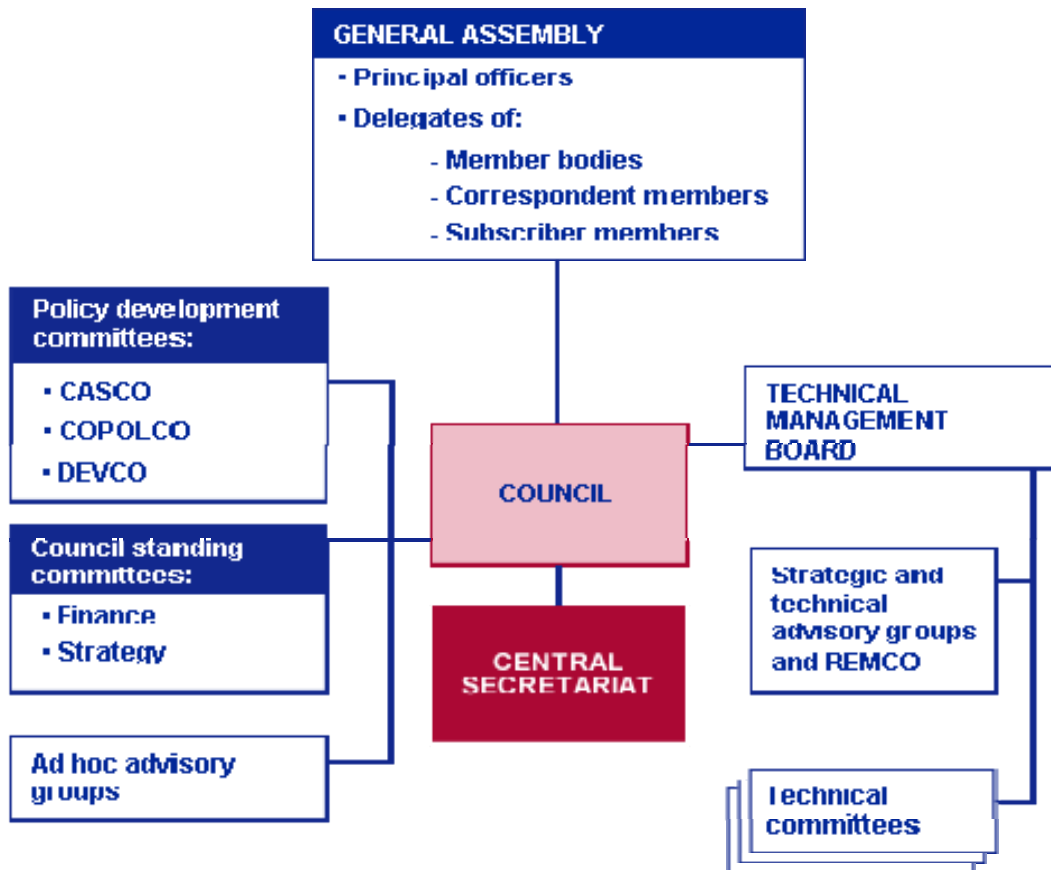 GENERAL ASSEMBLY
▪ Principal officers
▪ Delegates of:
- Member bodies
- Correspondent members
- Subscriber members
Policy development
committees:
▪ CASCO
▪ COPOLCO
▪ DEVCO
Council standing
committees:
▪ Finance
▪ Strategy
Ad hoc advisory
groups
COUNCIL
CENTRAL
SECRETARIAT
TECHNICAL
MANAGEMENT
BOARD
Strategic and
technical
advisory groups
and REMCO
Technical
committees